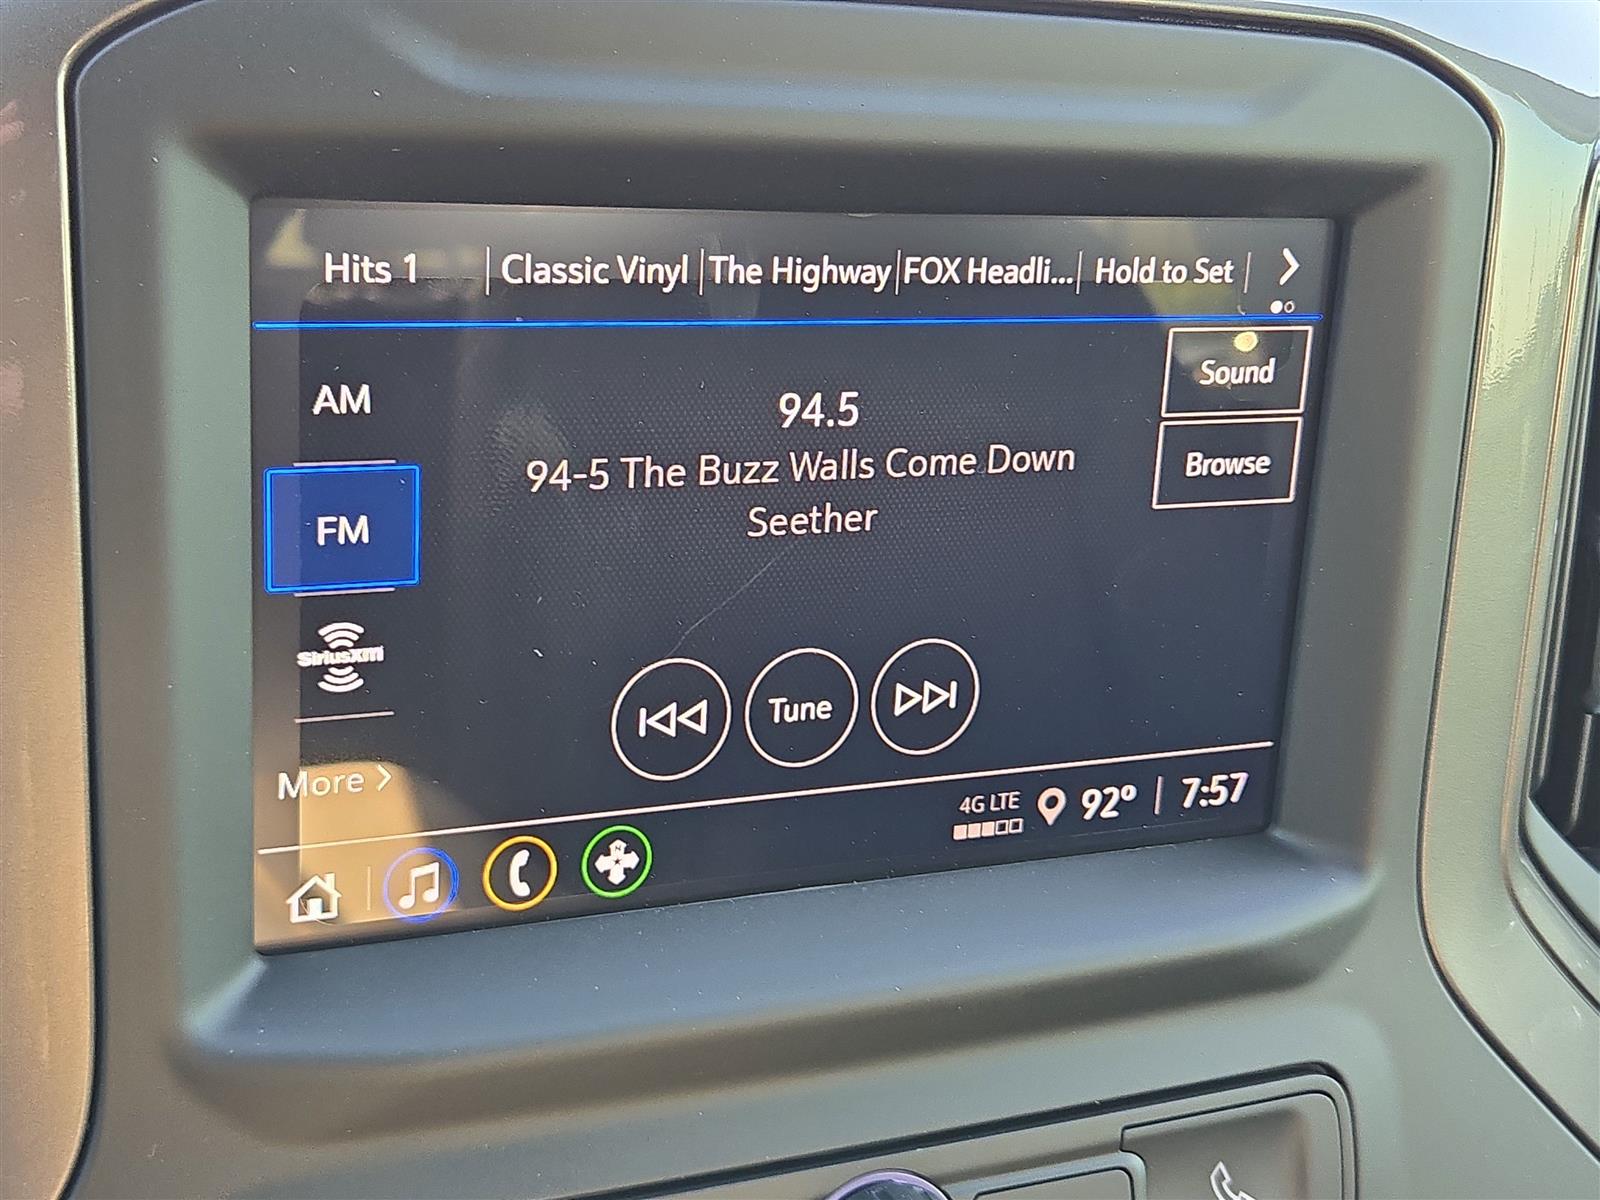 Hits 1 Classic Vinyl The Highway FOX Headli... Hold to Set
Sound
AM
94.5
94-5 The Buzz Walls Come Down
Browse
Seether
FM
SiriusXM
Tune
More
4G LTE 92° 7:57
N